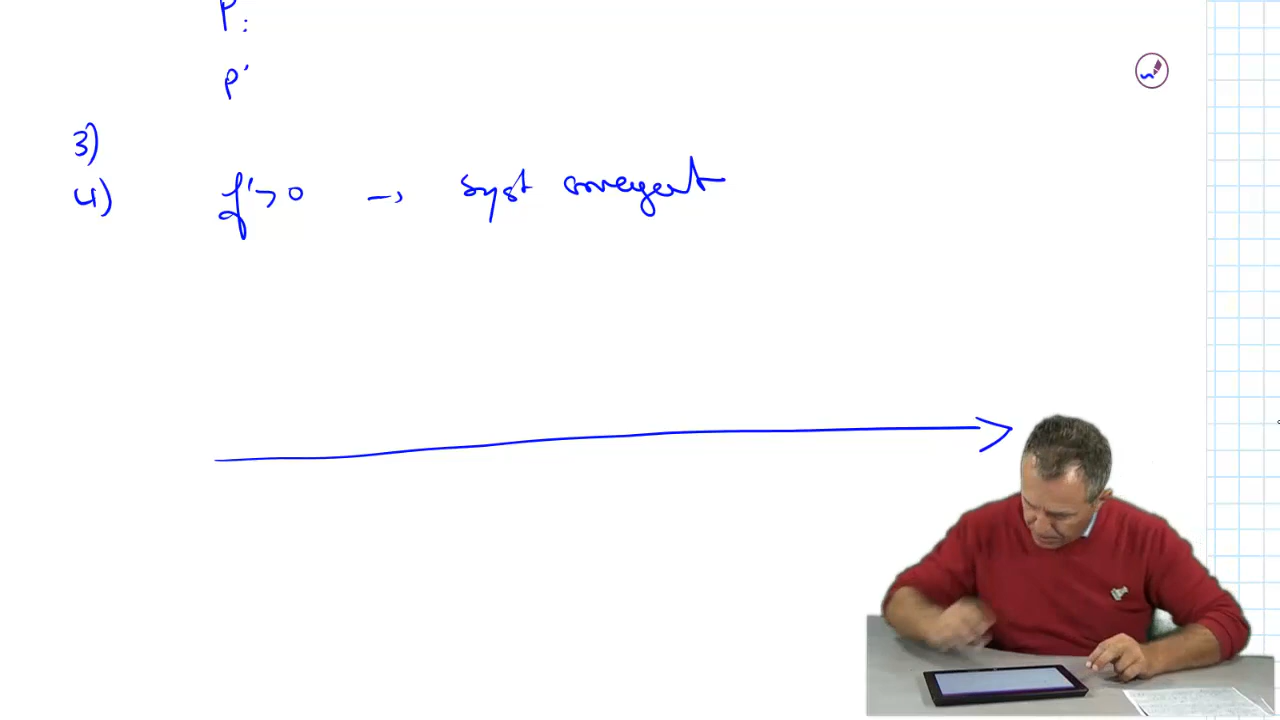 P :
P'
3)
4) f' > 0 → syst convergent